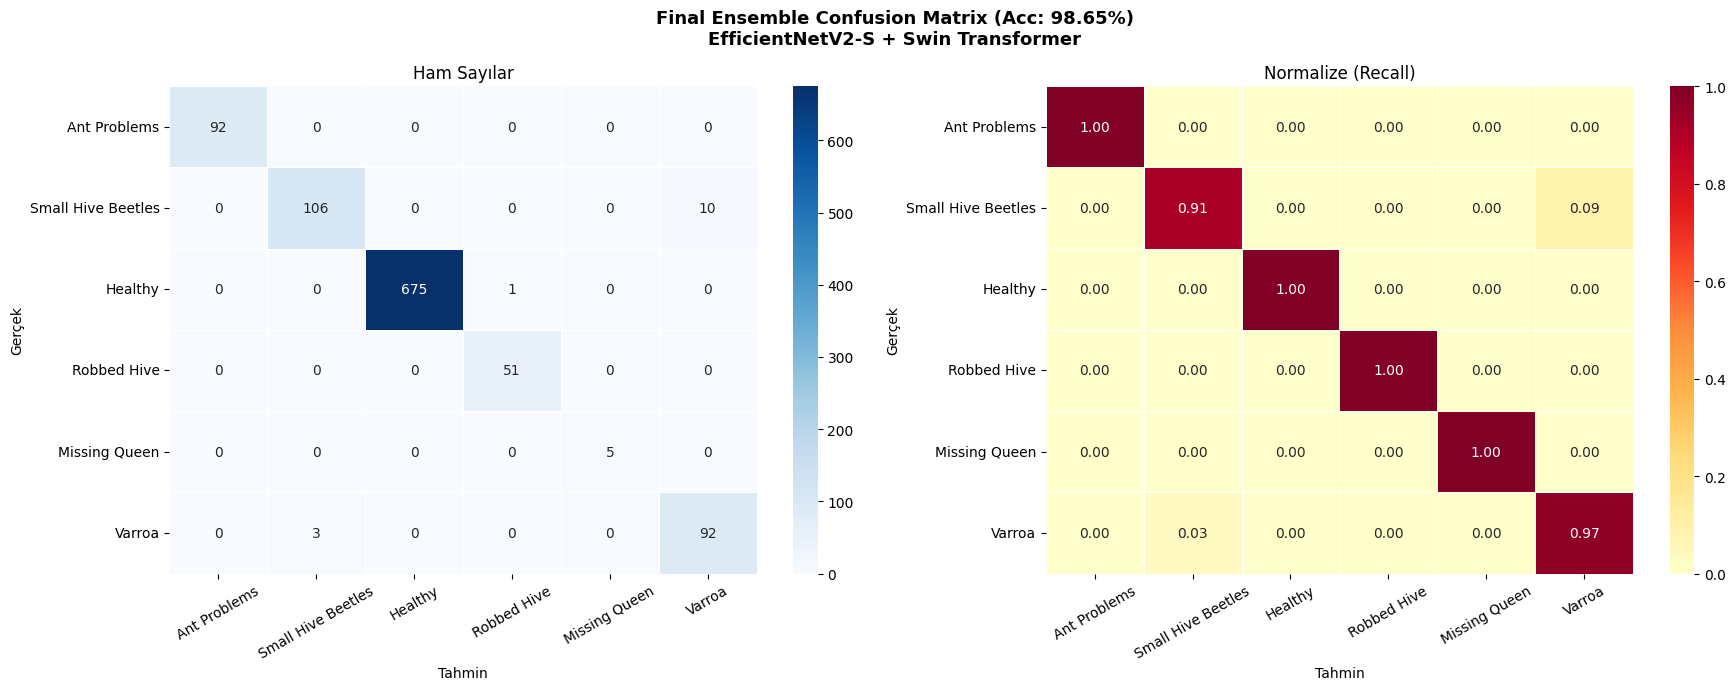 Final Ensemble Confusion Matrix (Acc: 98.65%)
EfficientNetV2-S + Swin Transformer
Ham Sayılar
Gerçek
Ant Problems 92 0 0 0 0 0
Small Hive Beetles 0 106 0 0 0 10
Healthy 0 0 675 1 0 0
Robbed Hive 0 0 0 51 0 0
Missing Queen 0 0 0 0 5 0
Varroa 0 3 0 0 0 92
Ant Problems Small Hive Beetles Healthy Robbed Hive Missing Queen Varroa
Tahmin
600
500
400
300
200
100
0
Normalize (Recall)
Gerçek
Ant Problems 1.00 0.00 0.00 0.00 0.00 0.00
Small Hive Beetles 0.00 0.91 0.00 0.00 0.00 0.09
Healthy 0.00 0.00 1.00 0.00 0.00 0.00
Robbed Hive 0.00 0.00 0.00 1.00 0.00 0.00
Missing Queen 0.00 0.00 0.00 0.00 1.00 0.00
Varroa 0.00 0.03 0.00 0.00 0.00 0.97
Ant Problems Small Hive Beetles Healthy Robbed Hive Missing Queen Varroa
Tahmin
1.0
0.8
0.6
0.4
0.2
0.0